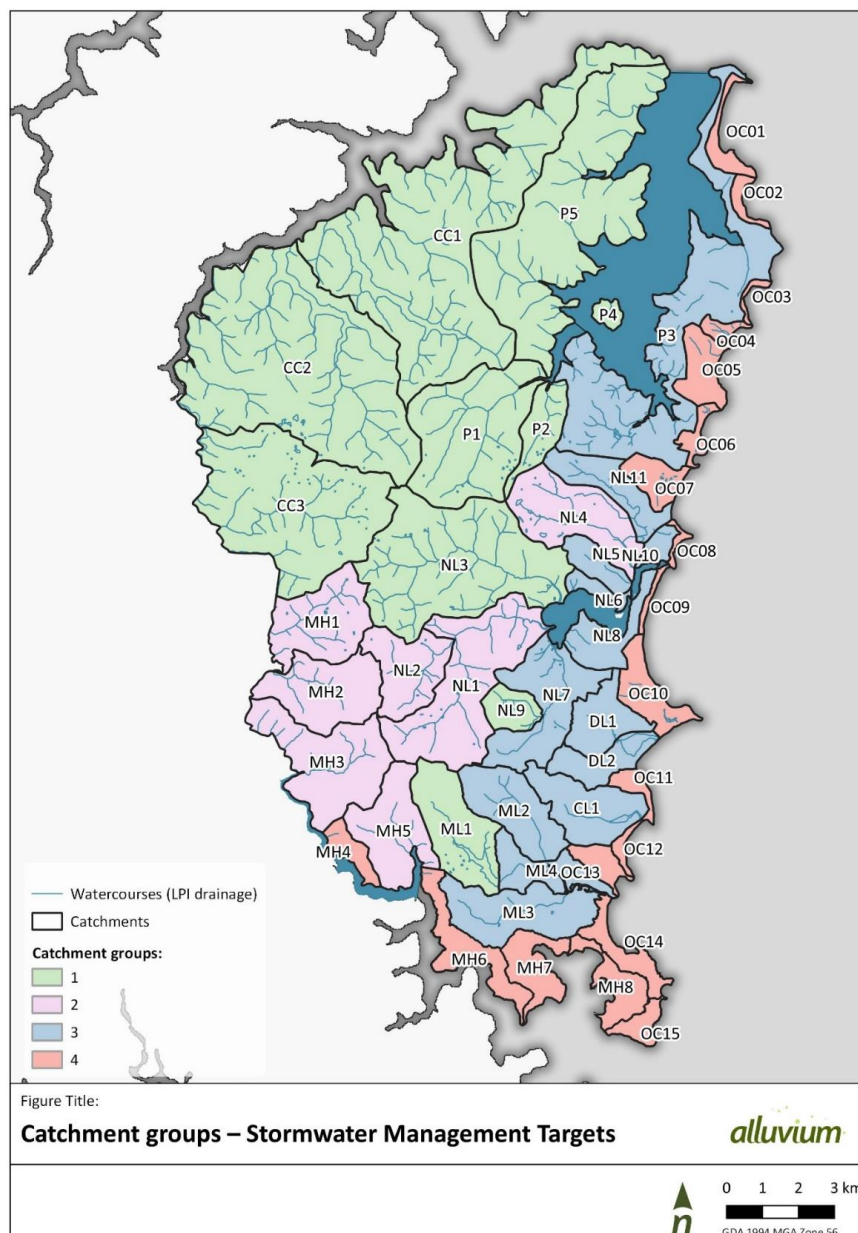 OC01
OC02
CC1
P5
OC03
P4
P3
OC04
OC05
CC2
P1
P2
OC06
CC3
NL11
OC07
NL4
NL5
NL10
OC08
NL3
NL6
OC09
MH1
NL8
NL2
NL1
NL7
OC10
MH2
NL9
DL1
MH3
DL2
OC11
ML2
CL1
ML1
MH5
MH4
OC12
ML4
OC13
ML3
OC14
MH6
MH7
MH8
OC15
Watercourses (LPI drainage)
Catchments
Catchment groups:
1
2
3
4
Figure Title:
Catchment groups – Stormwater Management Targets
alluvium
n
0 1 2 3 km
GDA 1994 MGA Zone 56